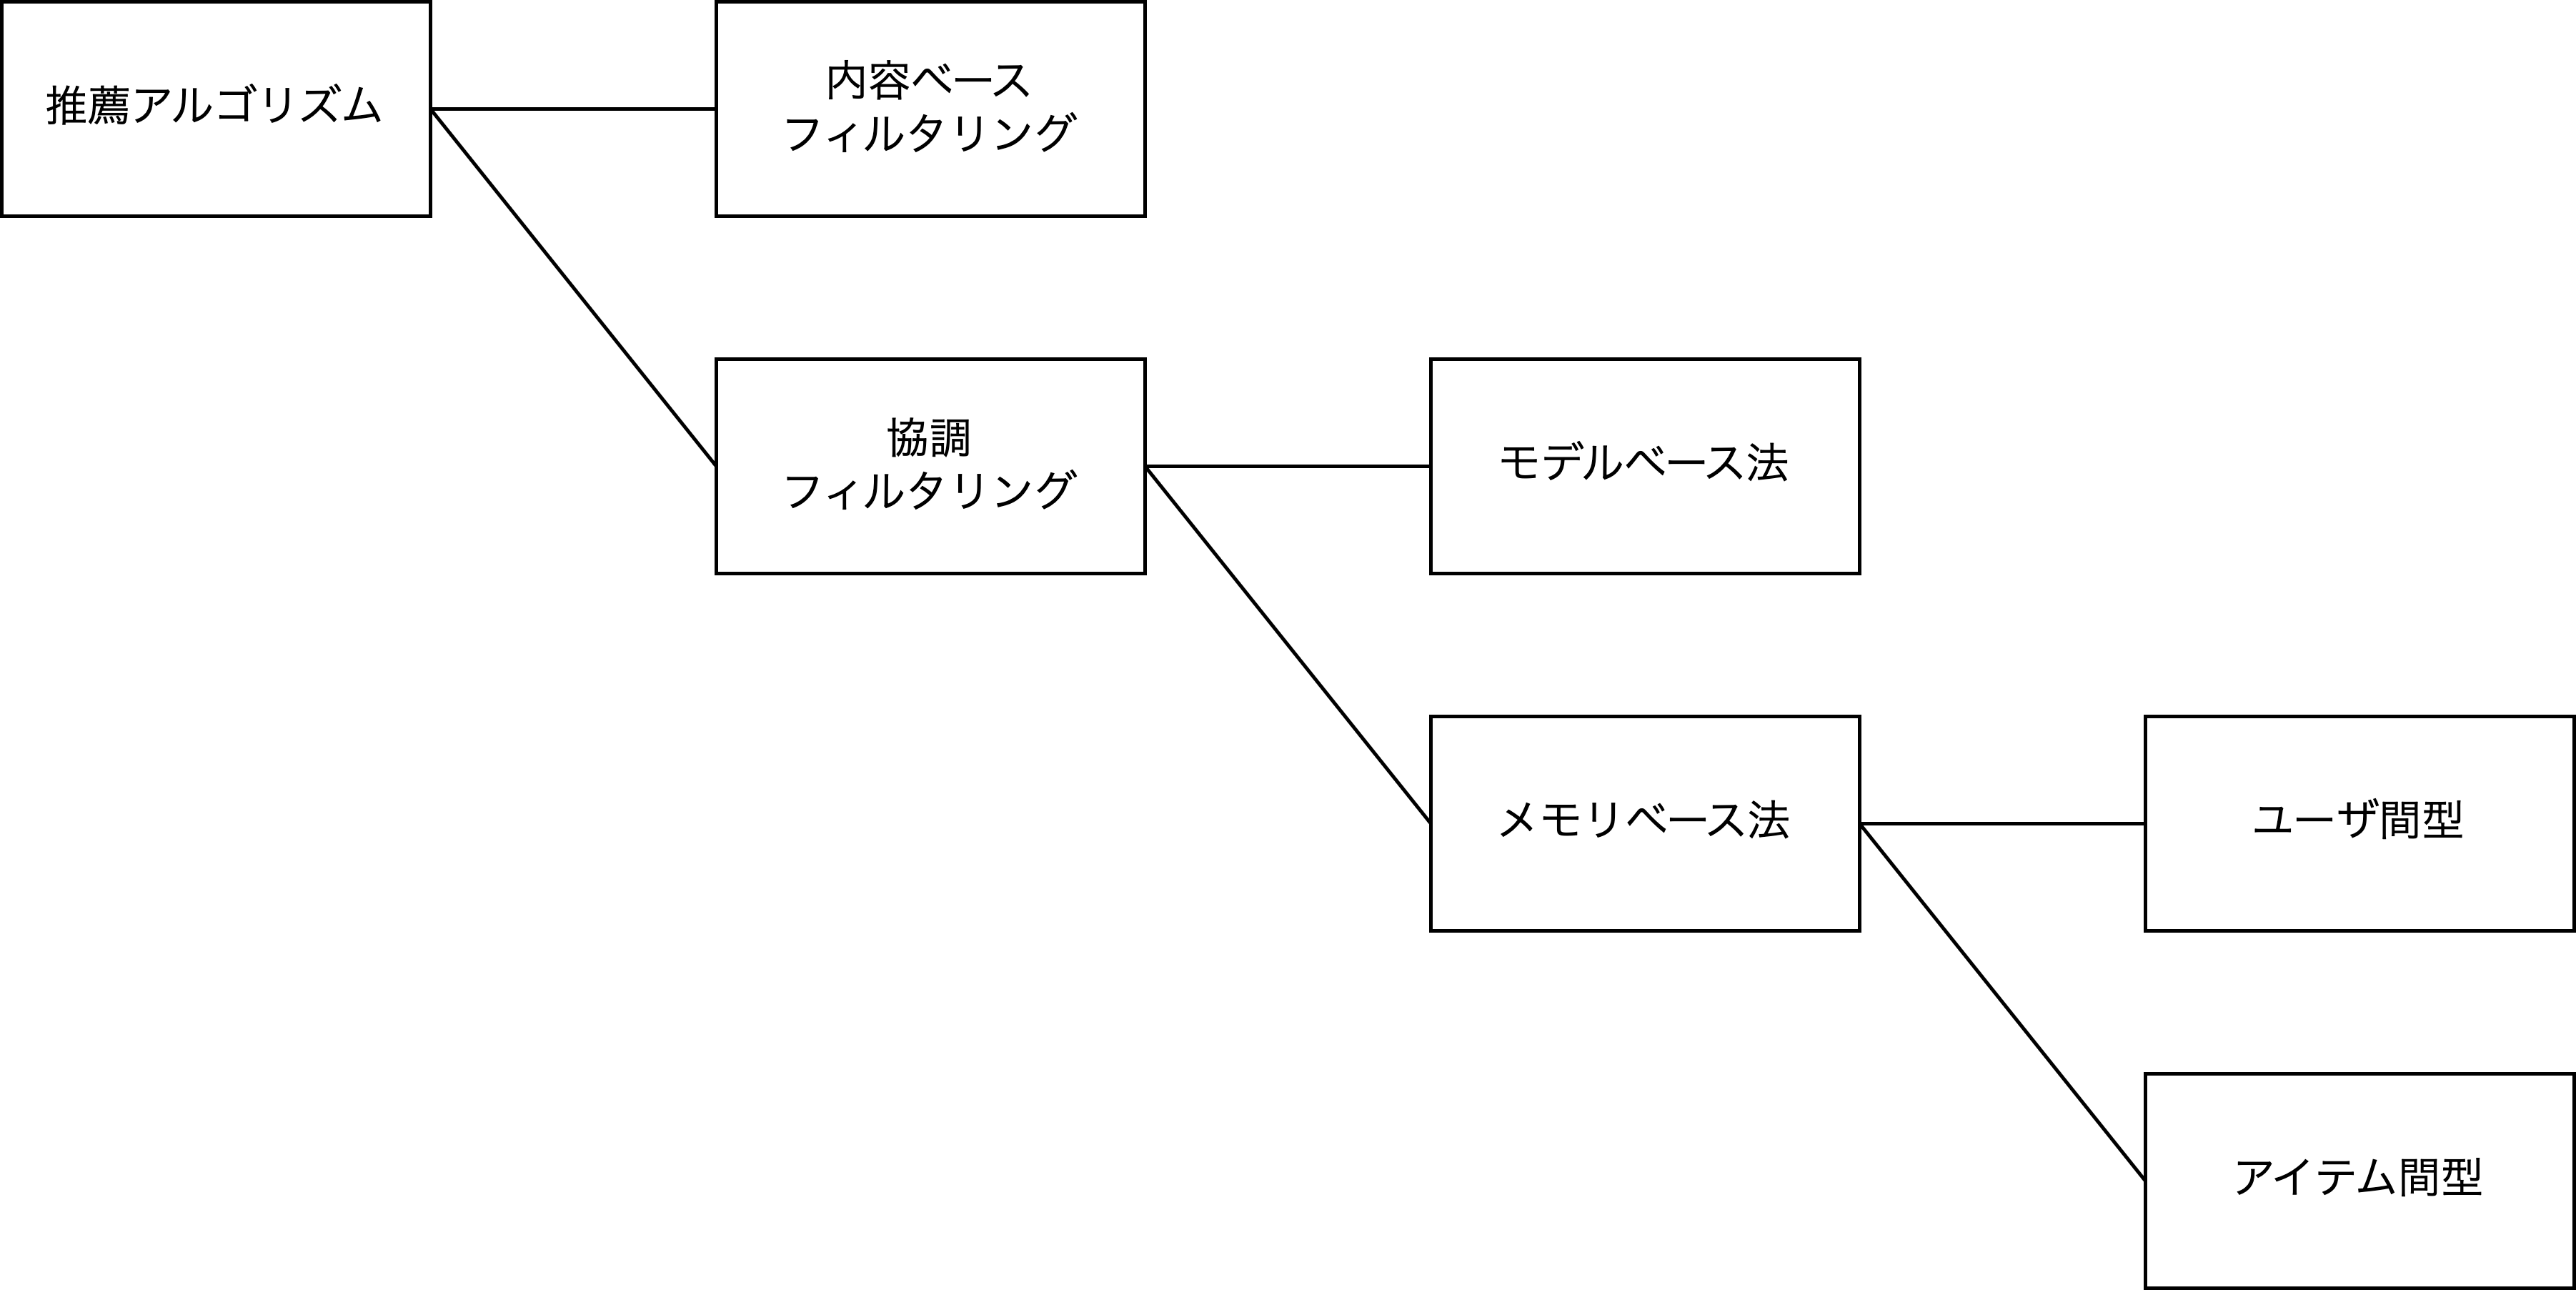 推薦アルゴリズム
内容ベース
フィルタリング
協調
フィルタリング
モデルベース法
メモリベース法
ユーザ間型
アイテム間型